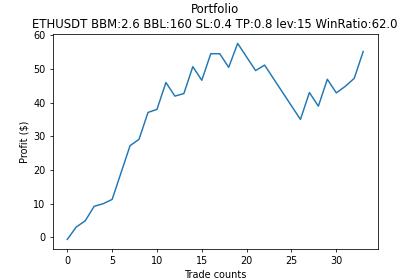 Portfolio
ETHUSDT BBM:2.6 BBL:160 SL:0.4 TP:0.8 lev:15 WinRatio:62.0
60
50
40
30
20
10
0
Profit ($)
0 5 10 15 20 25 30
Trade counts